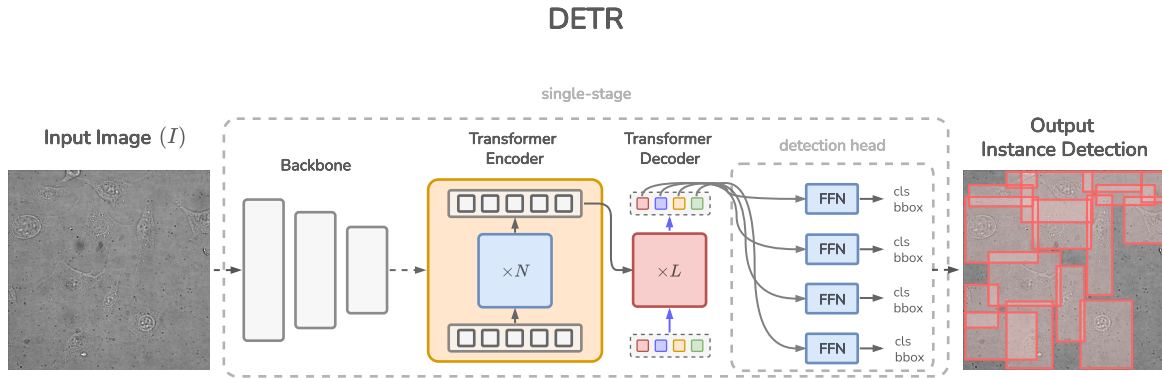 DETR
single-stage
Input Image (I)
Backbone
Transformer
Encoder
Transformer
Decoder
detection head
Output
Instance Detection
×N
×L
FFN
cls
bbox
FFN
cls
bbox
FFN
cls
bbox
FFN
cls
bbox